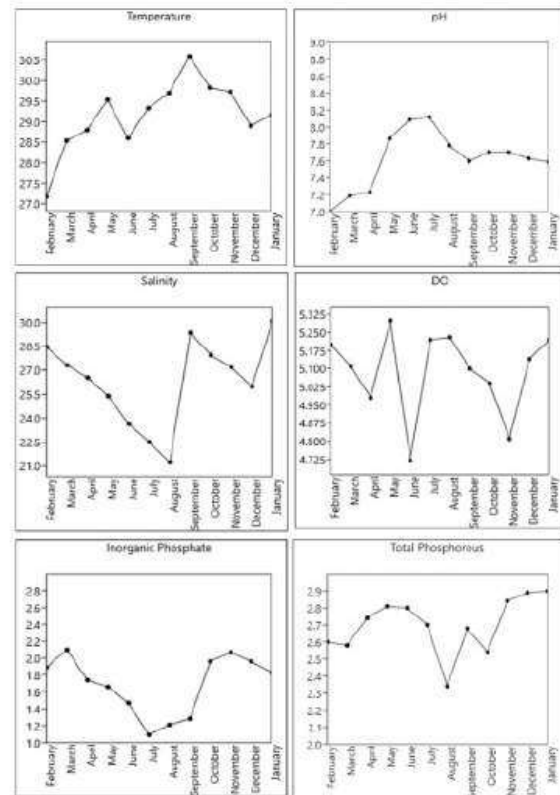 Temperature
30.5
30.0
29.5
29.0
28.5
28.0
27.5
27.0
February
March
April
May
June
July
August
September
October
November
December
January
pH
9.0
8.8
8.6
8.4
8.2
8.0
7.8
7.6
7.4
7.2
7.0
February
March
April
May
June
July
August
September
October
November
December
January
Salinity
30.0
28.5
27.0
25.5
24.0
22.5
21.0
February
March
April
May
June
July
August
September
October
November
December
January
DO
5.325
5.250
5.175
5.100
5.025
4.950
4.875
4.800
4.725
February
March
April
May
June
July
August
September
October
November
December
January
Inorganic Phosphate
2.8
2.6
2.4
2.2
2.0
1.8
1.6
1.4
1.2
1.0
February
March
April
May
June
July
August
September
October
November
December
January
Total Phosphorous
2.9
2.8
2.7
2.6
2.5
2.4
2.3
2.2
2.1
2.0
February
March
April
May
June
July
August
September
October
November
December
January